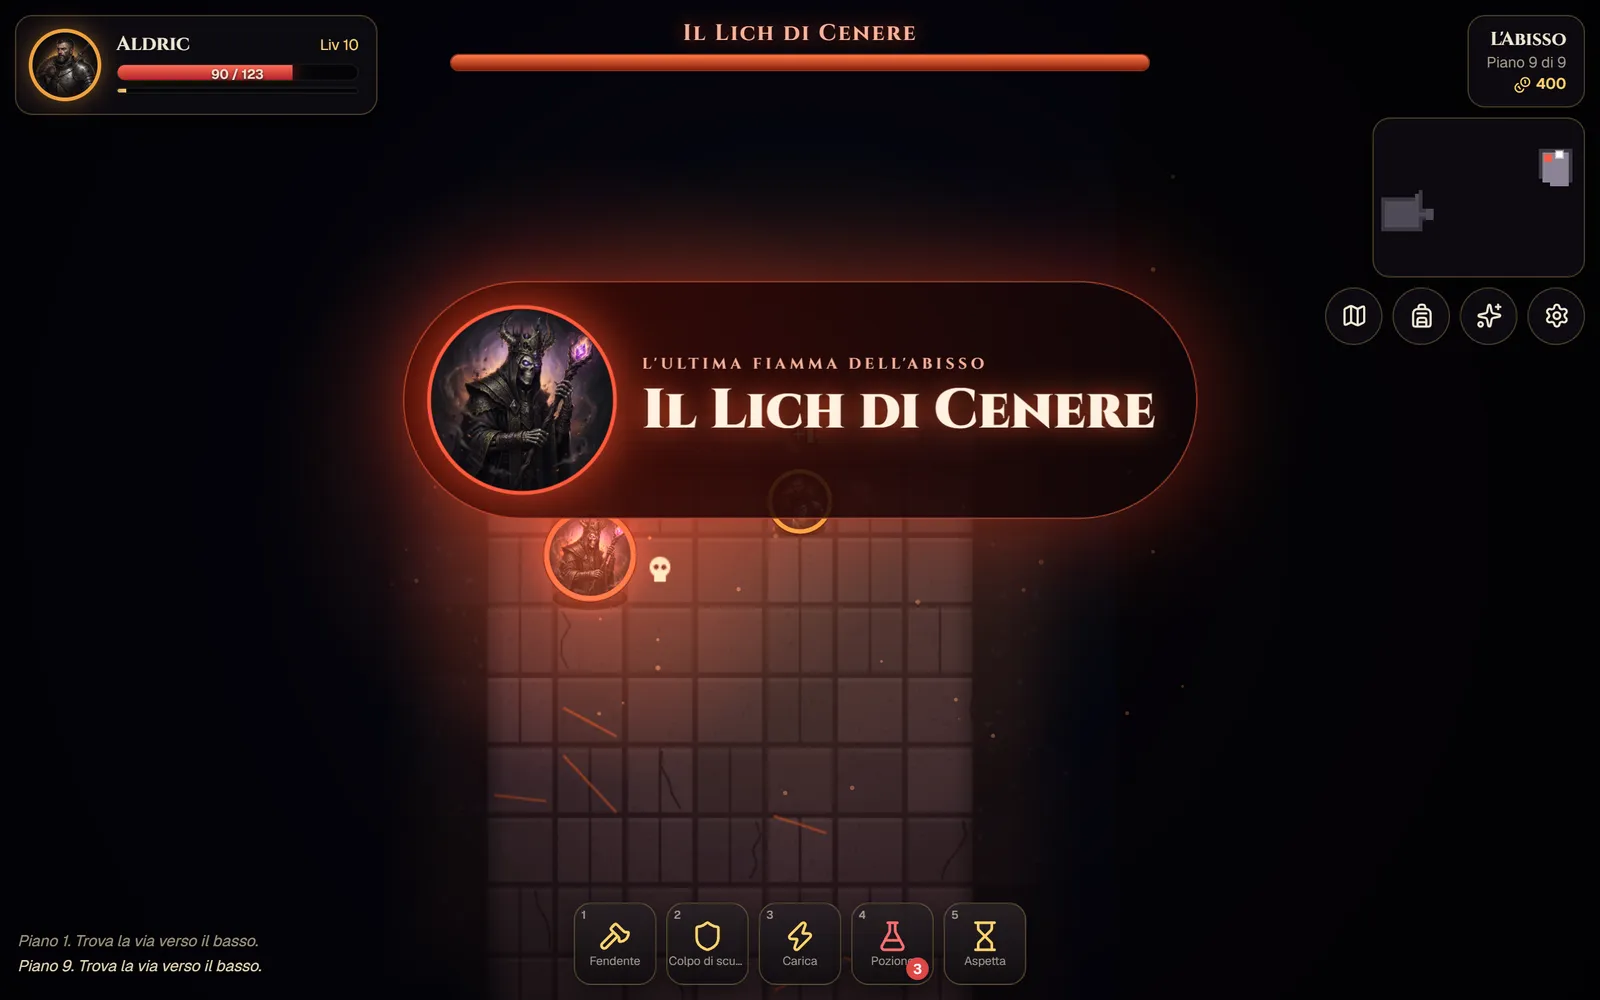 Aldric
Liv 10
90 / 123
Il Lich di Cenere
L'Abisso
Piano 9 di 9
400
L'ultima fiamma dell'abisso
Il Lich di Cenere
Piano 1. Trova la via verso il basso.
Piano 9. Trova la via verso il basso.
1
Fendente
2
Colpo di scu...
3
Carica
4
Pozion
3
5
Aspetta